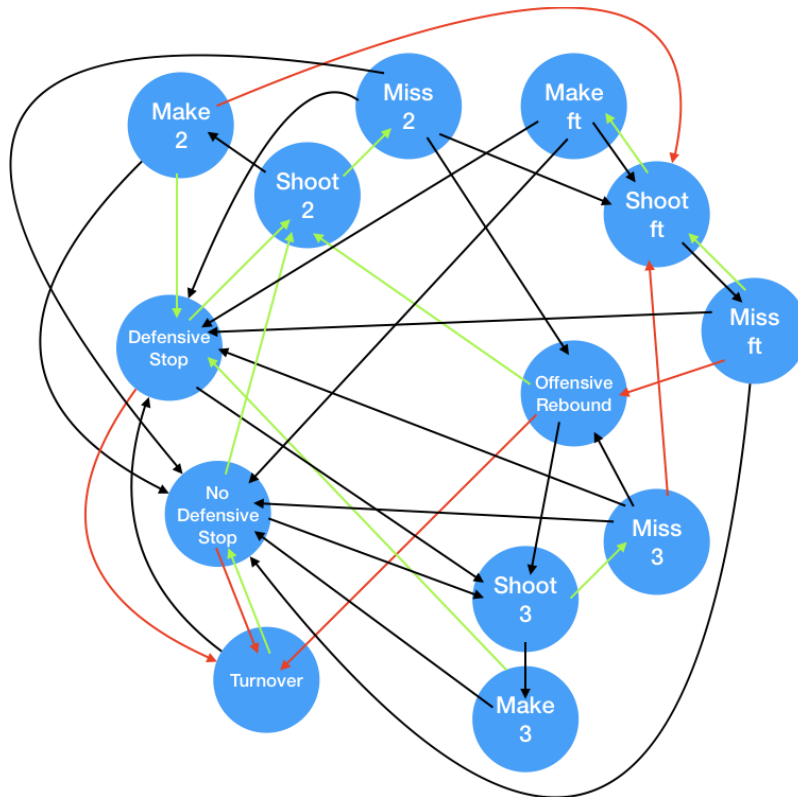 Make
2
Miss
2
Make
ft
Shoot
2
Shoot
ft
Defensive
Stop
Miss
ft
Offensive
Rebound
No
Defensive
Stop
Miss
3
Shoot
3
Turnover
Make
3